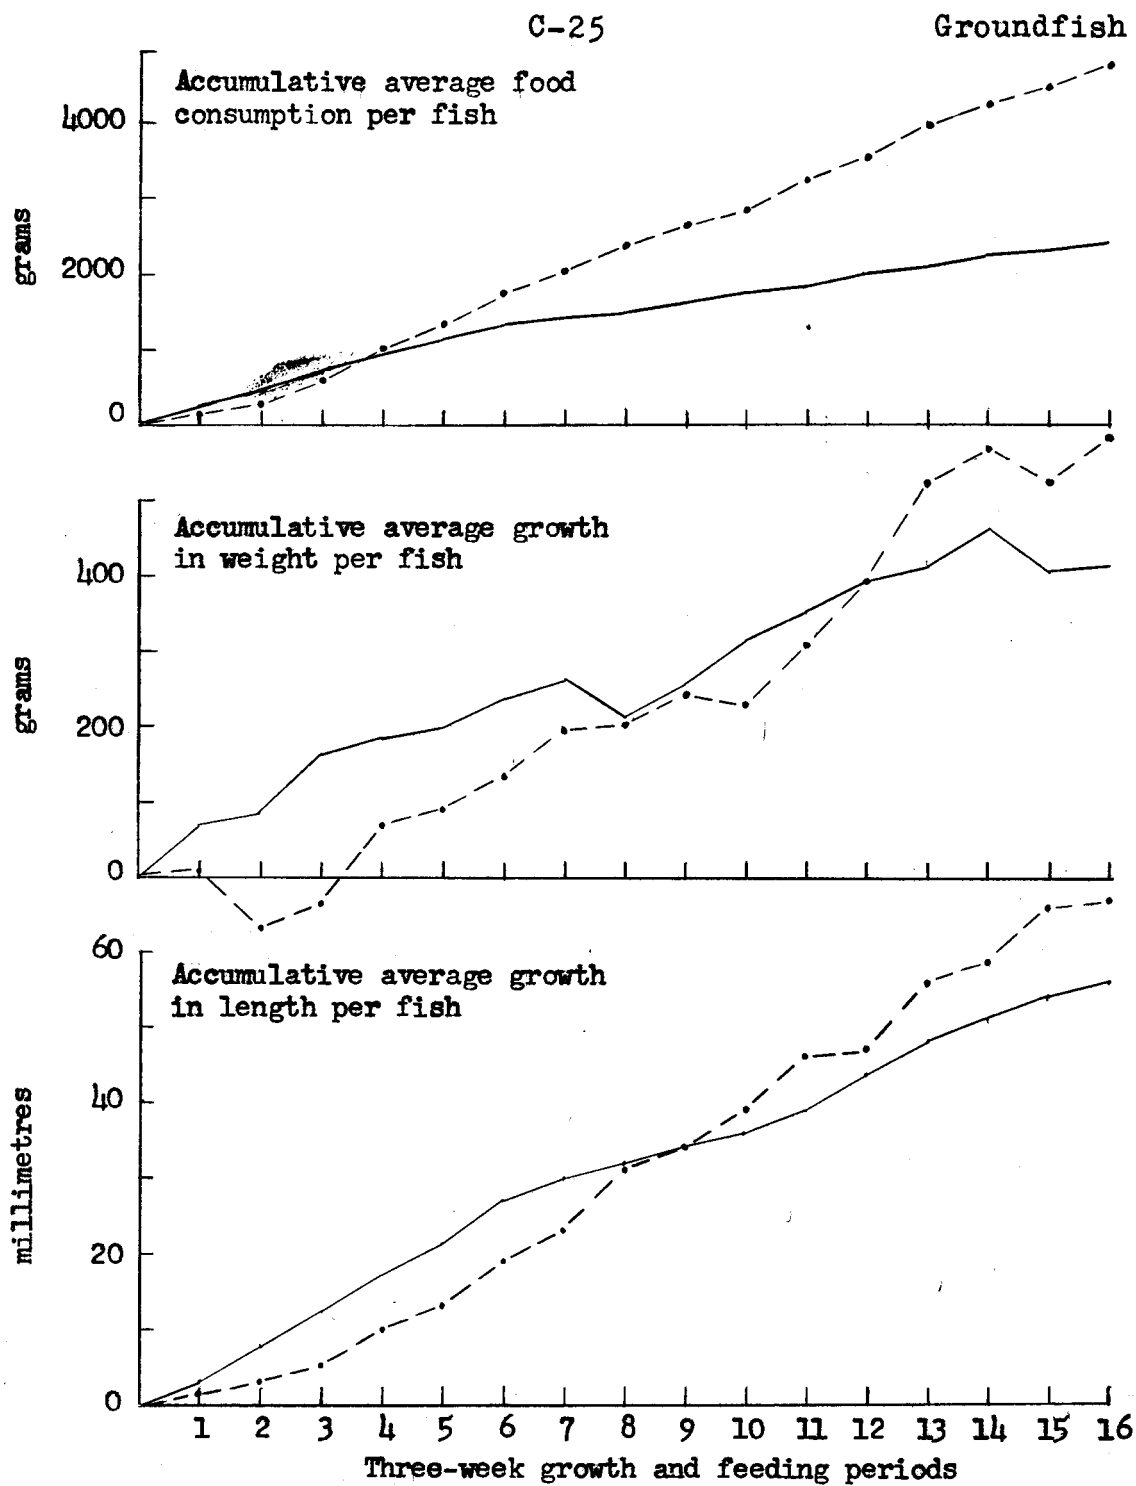 C-25 Groundfish
Accumulative average food
consumption per fish
grams
4000
2000
0
Accumulative average growth
in weight per fish
grams
400
200
0
Accumulative average growth
in length per fish
millimetres
60
40
20
0
1 2 3 4 5 6 7 8 9 10 11 12 13 14 15 16
Three-week growth and feeding periods